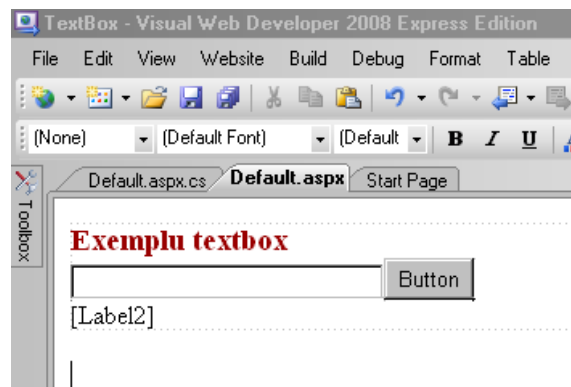 TextBox - Visual Web Developer 2008 Express Edition
File Edit View Website Build Debug Format Table
(None) (Default Font) (Default B I U
Default.aspx.cs Default.aspx Start Page
Toolbox
Exemplu textbox
Button
[Label2]